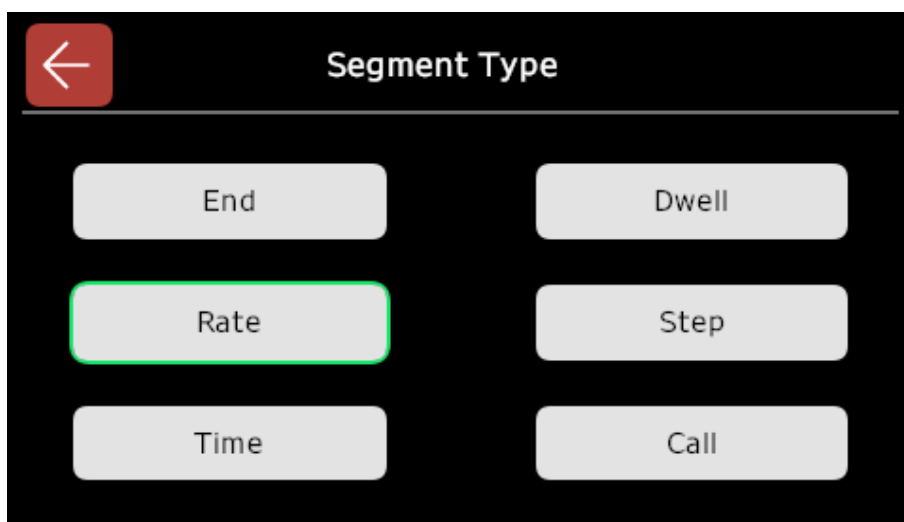 Segment Type
End
Dwell
Rate
Step
Time
Call